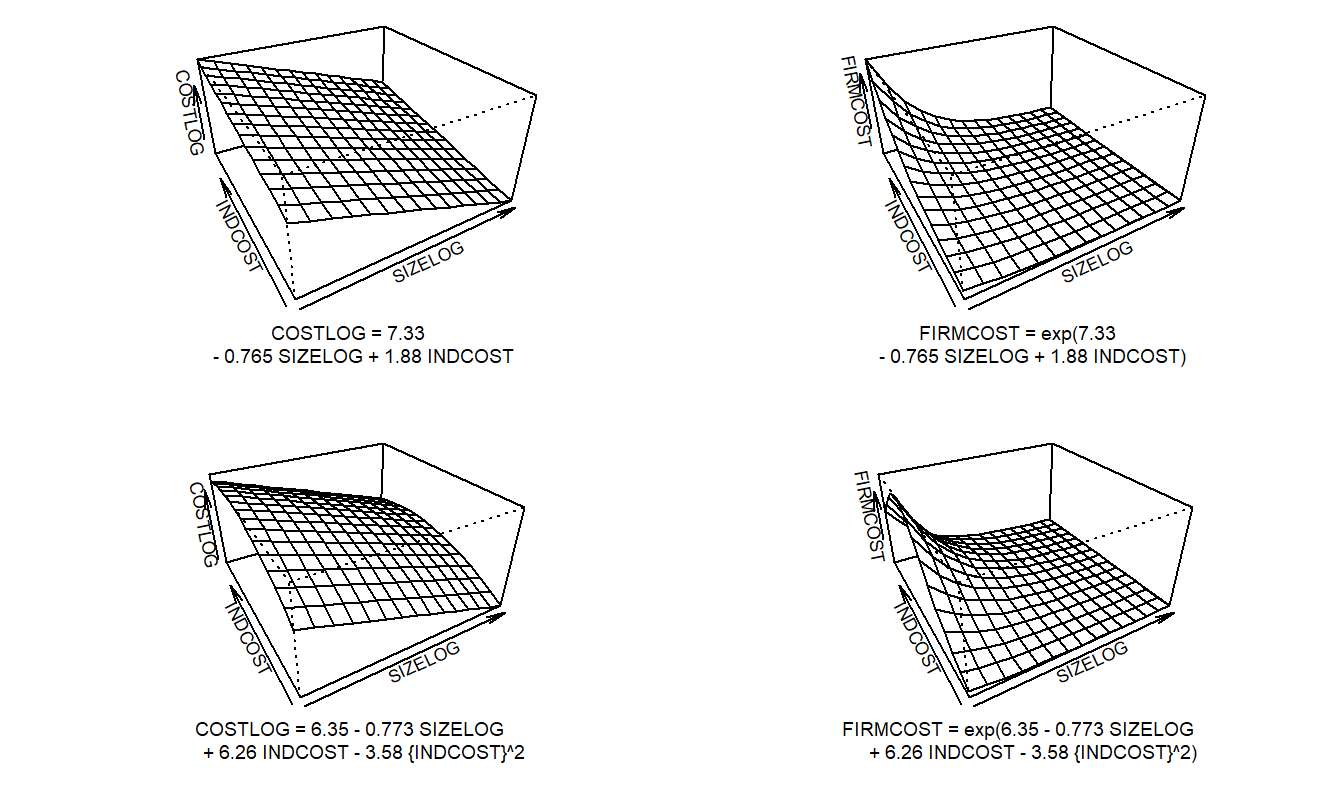 COSTLOG
INDCOST
SIZELOG
COSTLOG = 7.33
- 0.765 SIZELOG + 1.88 INDCOST
FIRMCOST
INDCOST
SIZELOG
FIRMCOST = exp(7.33
- 0.765 SIZELOG + 1.88 INDCOST)
COSTLOG
INDCOST
SIZELOG
COSTLOG = 6.35 - 0.773 SIZELOG
+ 6.26 INDCOST - 3.58 {INDCOST}^2
FIRMCOST
INDCOST
SIZELOG
FIRMCOST = exp(6.35 - 0.773 SIZELOG
+ 6.26 INDCOST - 3.58 {INDCOST}^2)